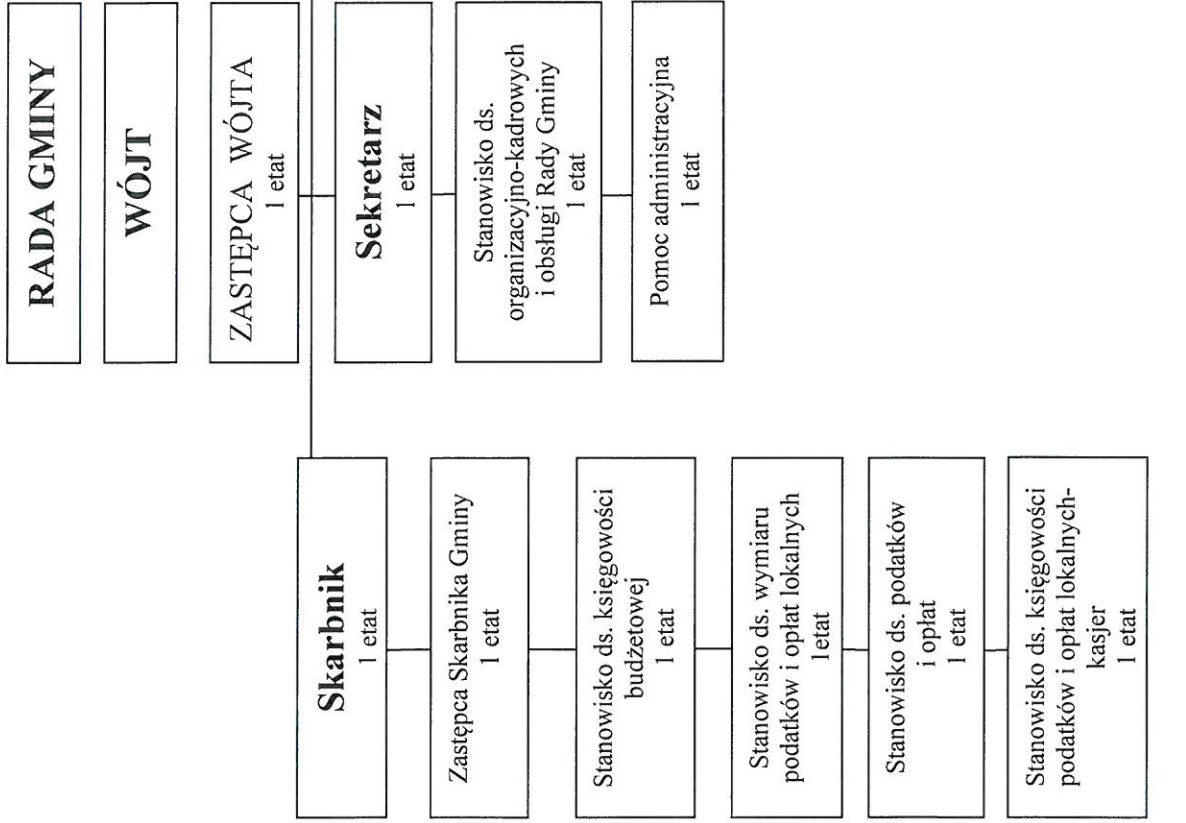 RADA GMINY
WÓJT
ZASTĘPCA WÓJTA
1 etat
Sekretarz
1 etat
Stanowisko ds.
organizacyjno-kadrowych
i obsługi Rady Gminy
1 etat
Pomoc administracyjna
1 etat
Skarbnik
1 etat
Zastępca Skarbnika Gminy
1 etat
Stanowisko ds. księgowości
budżetowej
1 etat
Stanowisko ds. wymiaru
podatków i opłat lokalnych
1etat
Stanowisko ds. podatków
i opłat
1 etat
Stanowisko ds. księgowości
podatków i opłat lokalnych-
kasjer
1 etat